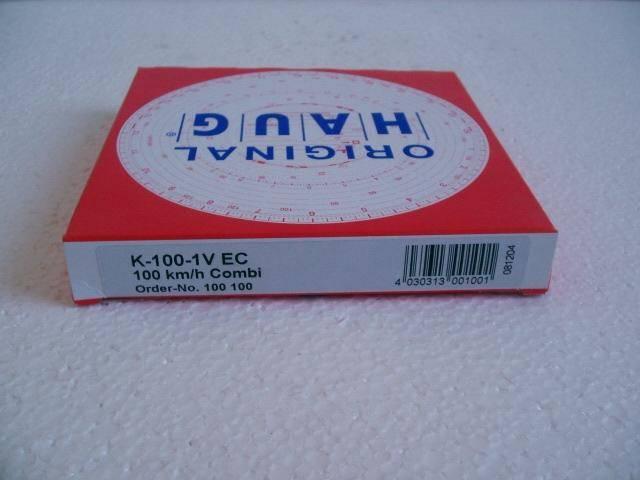 ORIGINAL
HAUG®
K-100-1V EC
100 km/h Combi
Order-No. 100 100
4 030313 001001
081204